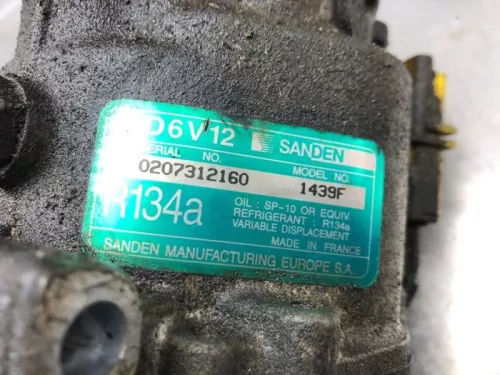 D6V12 SANDEN
SERIAL NO. MODEL NO.
0207312160 1439F
R134a
OIL : SP-10 OR EQUIV.
REFRIGERANT : R134a
VARIABLE DISPLACEMENT
MADE IN FRANCE
SANDEN MANUFACTURING EUROPE S.A.